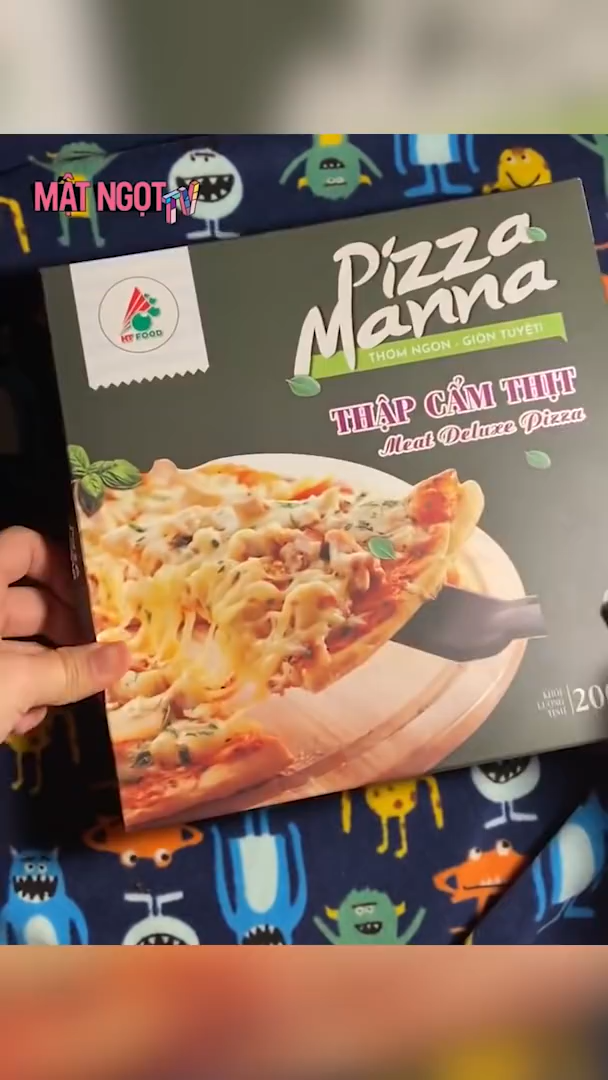 MẬT NGỌT TV
HT FOOD
Pizza
Manna
THƠM NGON - GIÒN TUYỆT!
THẬP CẨM THỊT
Meat Deluxe Pizza
KHỐI
LƯỢNG
TỊNH